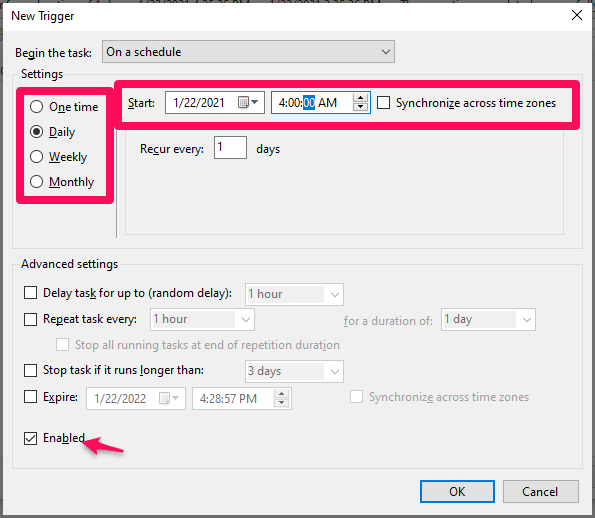 New Trigger
Begin the task: On a schedule
Settings
One time
Daily
Weekly
Monthly
Start: 1/22/2021 4:00:00 AM Synchronize across time zones
Recur every: 1 days
Advanced settings
Delay task for up to (random delay): 1 hour
Repeat task every: 1 hour for a duration of: 1 day
Stop all running tasks at end of repetition duration
Stop task if it runs longer than: 3 days
Expire: 1/22/2022 4:28:57 PM Synchronize across time zones
Enabled
OK Cancel